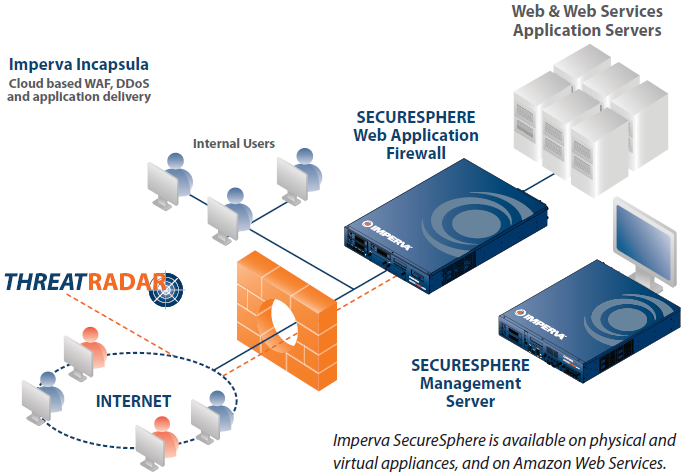 Web & Web Services
Application Servers
Imperva Incapsula
Cloud based WAF, DDoS
and application delivery
SECURESPHERE
Web Application
Firewall
Internal Users
IMPERVA
THREATRADAR
IMPERVA
SECURESPHERE
Management
Server
INTERNET
Imperva SecureSphere is available on physical and
virtual appliances, and on Amazon Web Services.